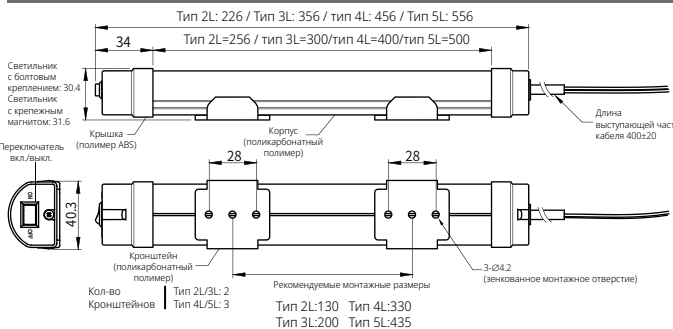 Тип 2L: 226 / Тип 3L: 356 / тип 4L: 456 / Тип 5L: 556
34
Тип 2L=256 / тип 3L=300/тип 4L=400/тип 5L=500
Светильник
с болтовым
креплением: 30.4
Светильник
с крепежным
магнитом: 31.6
Крышка
(полимер ABS)
Корпус
(поликарбонатный
полимер)
Длина
выступающей част
кабеля 400±20
Переключатель
вкл./выкл.
ON
OFF
40.3
28
28
Кронштейн
(поликарбонатный
полимер)
Рекомендуемые монтажные размеры
3-Ø4.2
(зенкованное монтажное отверстие)
Кол-во
Кронштейнов
Тип 2L/3L: 2
Тип 4L/5L: 3
Тип 2L:130 Тип 4L:330
Тип 3L:200 Тип 5L:435